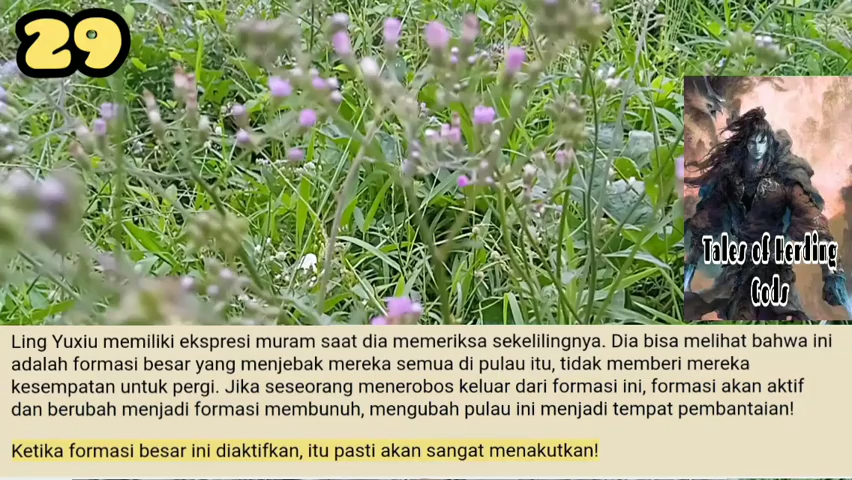 29
Tales of Herding
Gods
Ling Yuxiu memiliki ekspresi muram saat dia memeriksa sekelilingnya. Dia bisa melihat bahwa ini
adalah formasi besar yang menjebak mereka semua di pulau itu, tidak memberi mereka
kesempatan untuk pergi. Jika seseorang menerobos keluar dari formasi ini, formasi akan aktif
dan berubah menjadi formasi membunuh, mengubah pulau ini menjadi tempat pembantaian!
Ketika formasi besar ini diaktifkan, itu pasti akan sangat menakutkan!